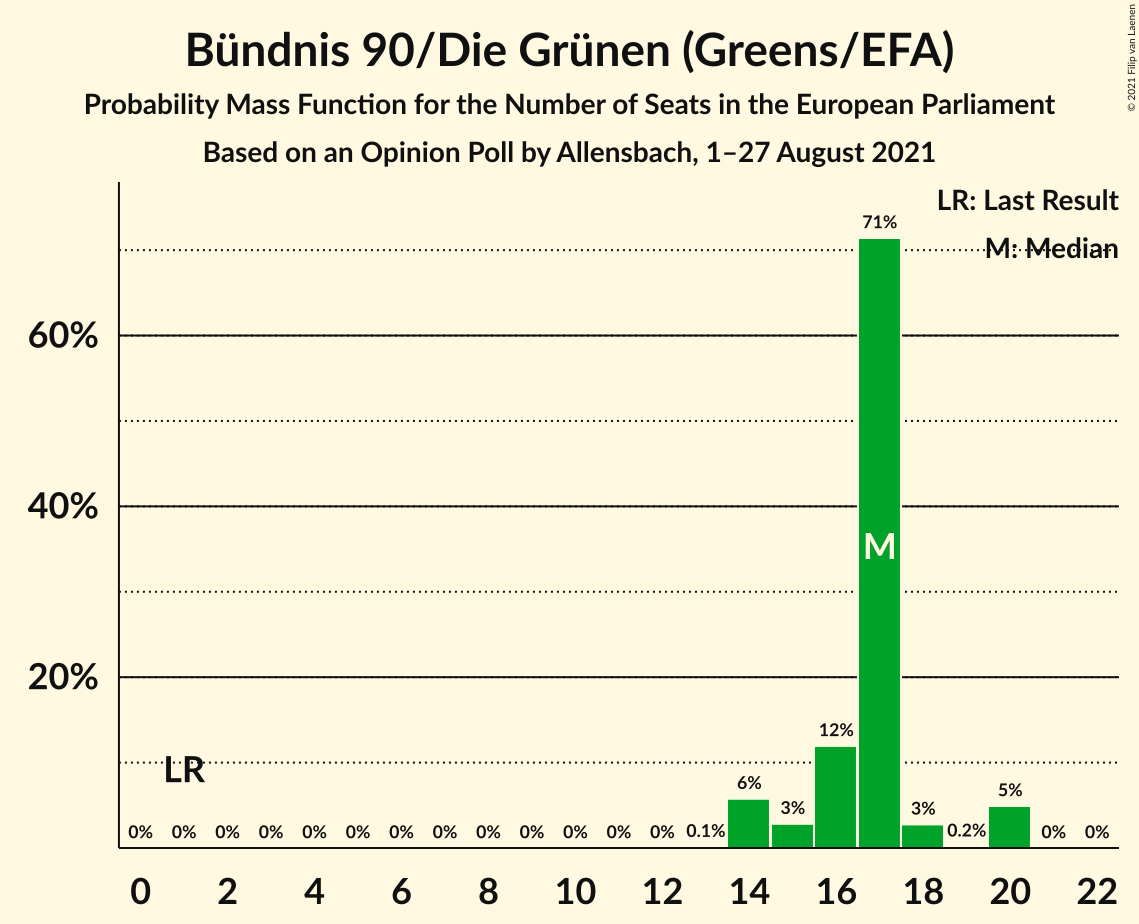 Bündnis 90/Die Grünen (Greens/EFA)
Probability Mass Function for the Number of Seats in the European Parliament
Based on an Opinion Poll by Allensbach, 1–27 August 2021
© 2021 Filip van Laenen
LR: Last Result
M: Median
71%
60%
40%
M
20%
12%
LR
6%
3%
3%
5%
0% 0% 0% 0% 0% 0% 0% 0% 0% 0% 0% 0% 0% 0.1% 0.2% 0% 0%
0 2 4 6 8 10 12 14 16 18 20 22